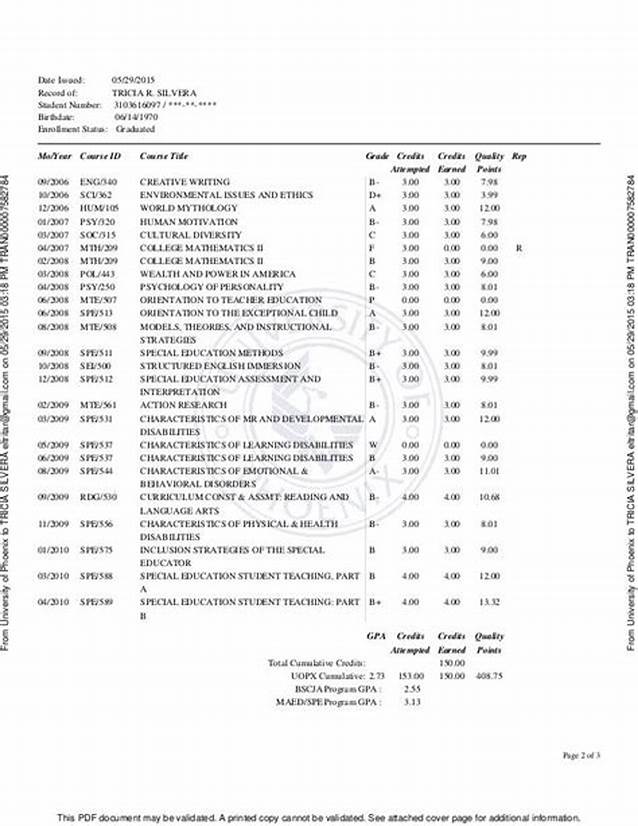 Date Issued: 05/29/2015
Record of: TRICIA R. SILVERA
Student Number: 3103616097 / ***-**-****
Birthdate: 06/14/1970
Enrollment Status: Graduated
Mo/Year Course ID Course Title Grade Credits Credits Quality Rep
Attempted Earned Points
09/2006 ENG/340 CREATIVE WRITING B- 3.00 3.00 7.98
10/2006 SCI/362 ENVIRONMENTAL ISSUES AND ETHICS D+ 3.00 3.00 3.99
12/2006 HUM/105 WORLD MYTHOLOGY A 3.00 3.00 12.00
01/2007 PSY/320 HUMAN MOTIVATION B- 3.00 3.00 7.98
03/2007 SOC/315 CULTURAL DIVERSITY C 3.00 3.00 6.00
04/2007 MTH/209 COLLEGE MATHEMATICS II F 3.00 0.00 0.00 R
02/2008 MTH/209 COLLEGE MATHEMATICS II B 3.00 3.00 9.00
03/2008 POL/443 WEALTH AND POWER IN AMERICA C 3.00 3.00 6.00
04/2008 PSY/250 PSYCHOLOGY OF PERSONALITY B- 3.00 3.00 8.01
06/2008 MTE/507 ORIENTATION TO TEACHER EDUCATION P 0.00 0.00 0.00
06/2008 SPE/513 ORIENTATION TO THE EXCEPTIONAL CHILD A 3.00 3.00 12.00
08/2008 MTE/508 MODELS, THEORIES, AND INSTRUCTIONAL B- 3.00 3.00 8.01
STRATEGIES
09/2008 SPE/511 SPECIAL EDUCATION METHODS B+ 3.00 3.00 9.99
10/2008 SEI/500 STRUCTURED ENGLISH IMMERSION B- 3.00 3.00 8.01
12/2008 SPE/512 SPECIAL EDUCATION ASSESSMENT AND B+ 3.00 3.00 9.99
INTERPRETATION
02/2009 MTE/561 ACTION RESEARCH B- 3.00 3.00 8.01
03/2009 SPE/531 CHARACTERISTICS OF MR AND DEVELOPMENTAL A 3.00 3.00 12.00
DISABILITIES
05/2009 SPE/537 CHARACTERISTICS OF LEARNING DISABILITIES W 0.00 0.00 0.00
06/2009 SPE/537 CHARACTERISTICS OF LEARNING DISABILITIES B 3.00 3.00 9.00
08/2009 SPE/544 CHARACTERISTICS OF EMOTIONAL & A- 3.00 3.00 11.01
BEHAVIORAL DISORDERS
09/2009 RDG/530 CURRICULUM CONST & ASSMT: READING AND B- 4.00 4.00 10.68
LANGUAGE ARTS
11/2009 SPE/556 CHARACTERISTICS OF PHYSICAL & HEALTH B- 3.00 3.00 8.01
DISABILITIES
01/2010 SPE/575 INCLUSION STRATEGIES OF THE SPECIAL B 3.00 3.00 9.00
EDUCATOR
03/2010 SPE/588 SPECIAL EDUCATION STUDENT TEACHING, PART B 4.00 4.00 12.00
A
04/2010 SPE/589 SPECIAL EDUCATION STUDENT TEACHING: PART B+ 4.00 4.00 13.32
B
GPA Credits Credits Quality
Attempted Earned Points
Total Cumulative Credits: 150.00
UOPX Cumulative: 2.73 153.00 150.00 408.75
BSCJA Program GPA : 2.55
MAED/SPE Program GPA : 3.13
Page 2 of 3
From University of Phoenix to TRICIA SILVERA elritar@gmail.com on 05/29/2015 03:18 PM TRAN000007582784
From University of Phoenix to TRICIA SILVERA elritar@gmail.com on 05/29/2015 03:18 PM TRAN000007582784
UNIVERSITY OF PHOENIX
This PDF document may be validated. A printed copy cannot be validated. See attached cover page for additional information.